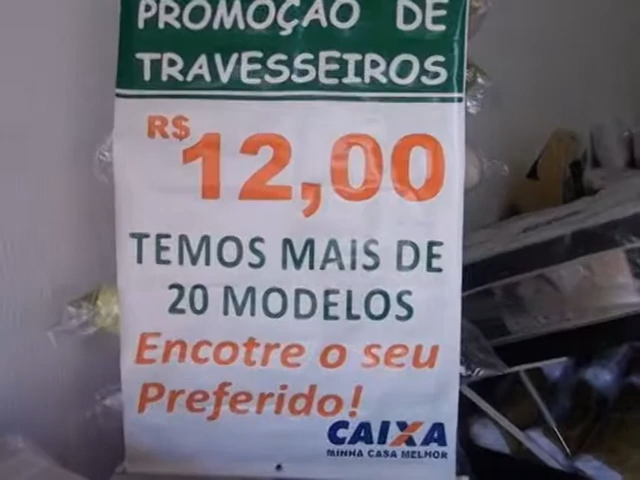 PROMOÇÃO DE
TRAVESSEIROS
R$ 12,00
TEMOS MAIS DE
20 MODELOS
Encotre o seu
Preferido!
CAIXA
MINHA CASA MELHOR